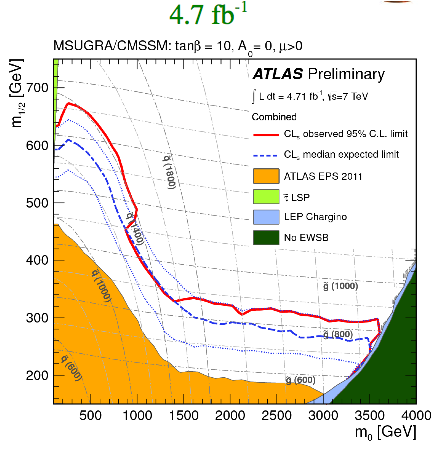 4.7 fb⁻¹
MSUGRA/CMSSM: tanβ = 10, A₀= 0, μ>0
m₁/₂ [GeV]
ATLAS Preliminary
∫ L dt = 4.71 fb⁻¹, √s=7 TeV
Combined
CLₛ observed 95% C.L. limit
CLₛ median expected limit
ATLAS EPS 2011
LSP
LEP Chargino
No EWSB
700
600
500
400
300
200
q̃ (1800)
q̃ (1400)
q̃ (1000)
q̃ (600)
g̃ (1000)
g̃ (800)
g̃ (600)
500
1000
1500
2000
2500
3000
3500
4000
m₀ [GeV]